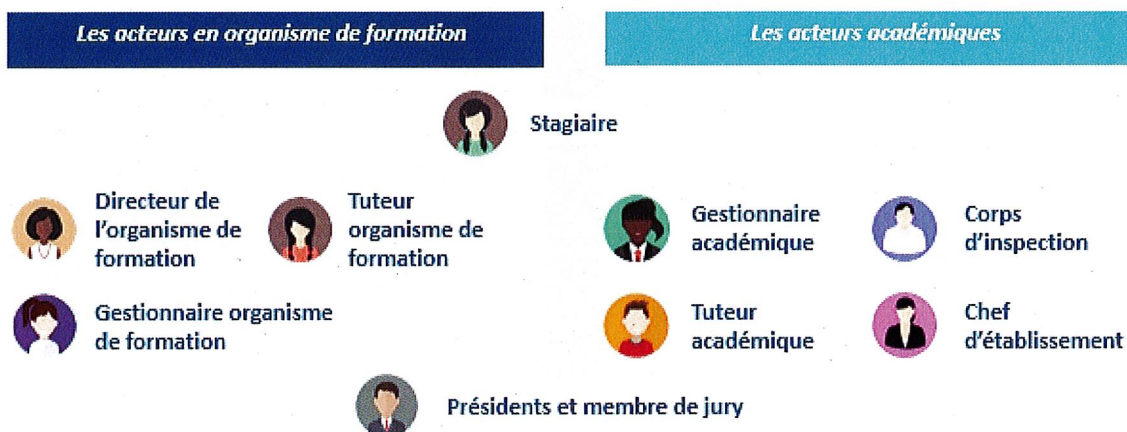 Les acteurs en organisme de formation
Les acteurs académiques
Stagiaire
Directeur de
l'organisme de
formation
Tuteur
organisme de
formation
Gestionnaire organisme
de formation
Gestionnaire
académique
Corps
d'inspection
Tuteur
académique
Chef
d'établissement
Présidents et membre de jury